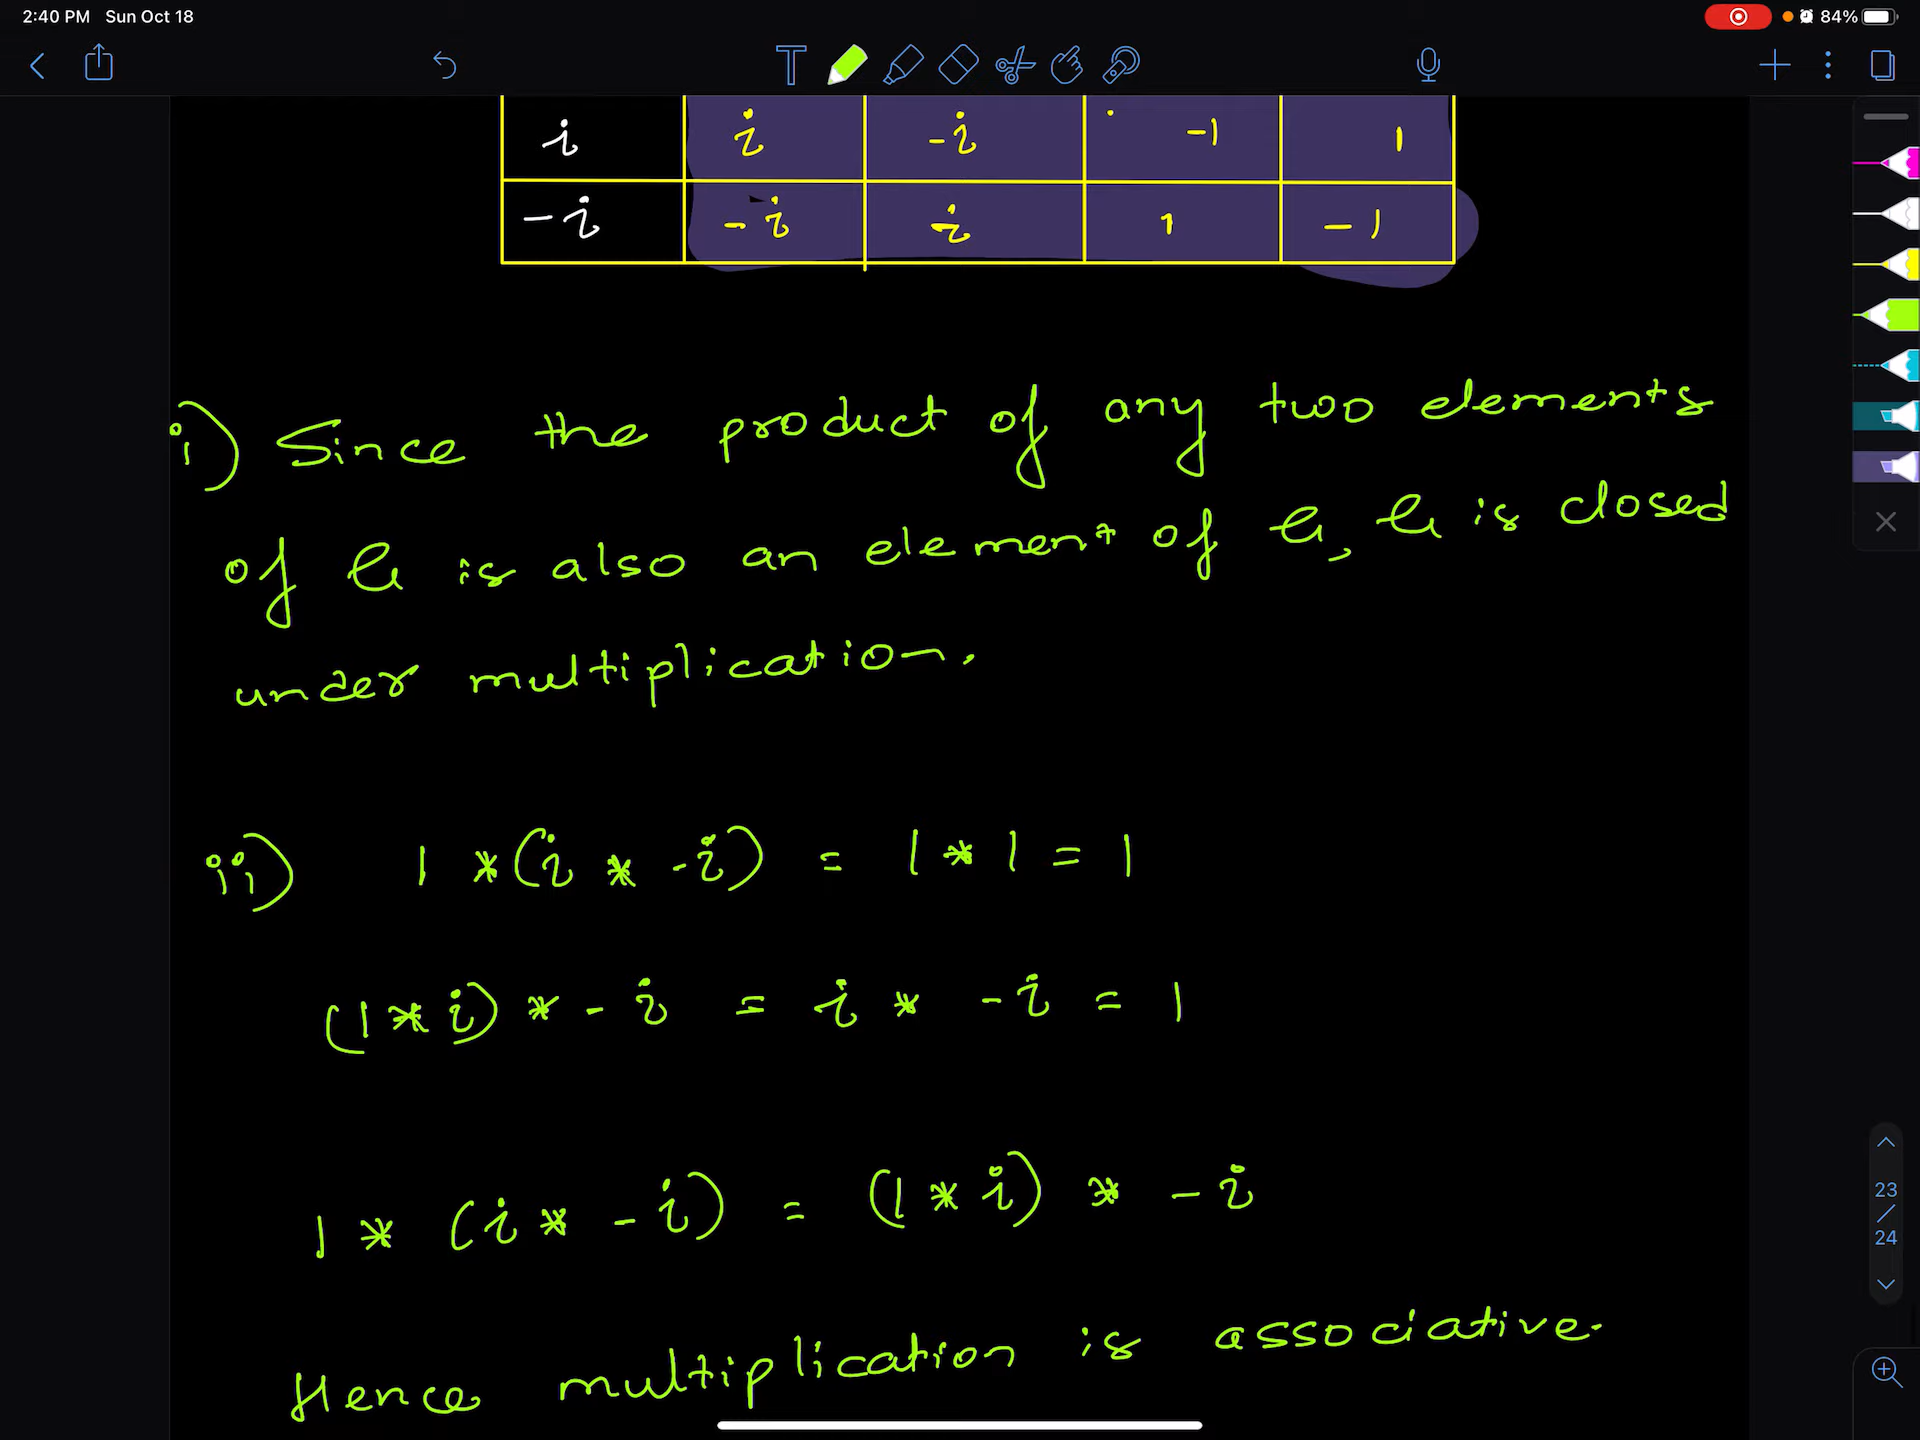 2:40 PM Sun Oct 18 84%
i i -i -1 1
-i -i i 1 -1
i) Since the product of any two elements
of G is also an element of G, G is closed
under multiplication.
ii) 1 * (i * -i) = 1 * 1 = 1
(1 * i) * -i = i * -i = 1
1 * (i * -i) = (1 * i) * -i
Hence multiplication is associative.
23
/
24